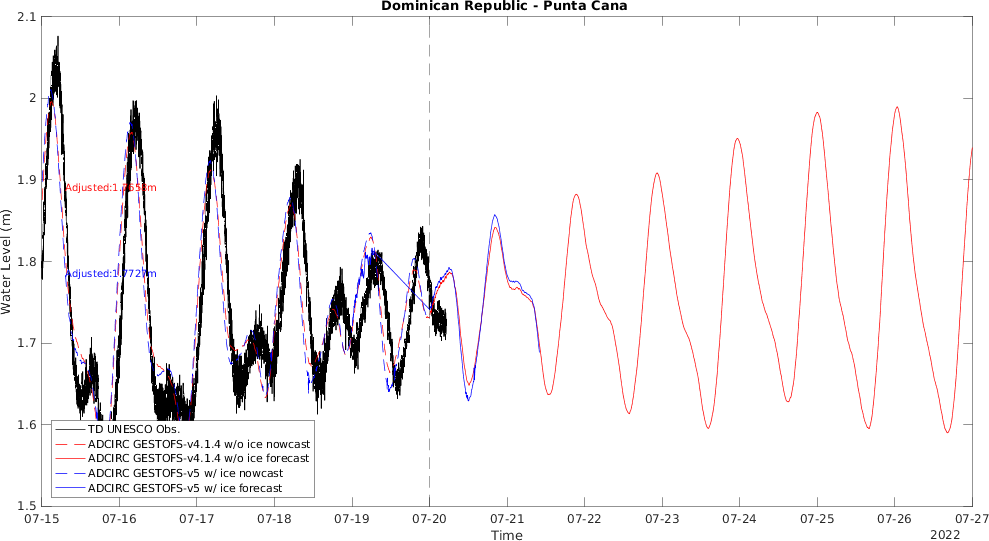 Dominican Republic - Punta Cana
2.1
2
1.9
1.8
1.7
1.6
1.5
Water Level (m)
Adjusted:1.7727m
TD UNESCO Obs.
ADCIRC GESTOFS-v4.1.4 w/o ice nowcast
ADCIRC GESTOFS-v4.1.4 w/o ice forecast
ADCIRC GESTOFS-v5 w/ ice nowcast
ADCIRC GESTOFS-v5 w/ ice forecast
07-15 07-16 07-17 07-18 07-19 07-20 07-21 07-22 07-23 07-24 07-25 07-26 07-27
Time
2022